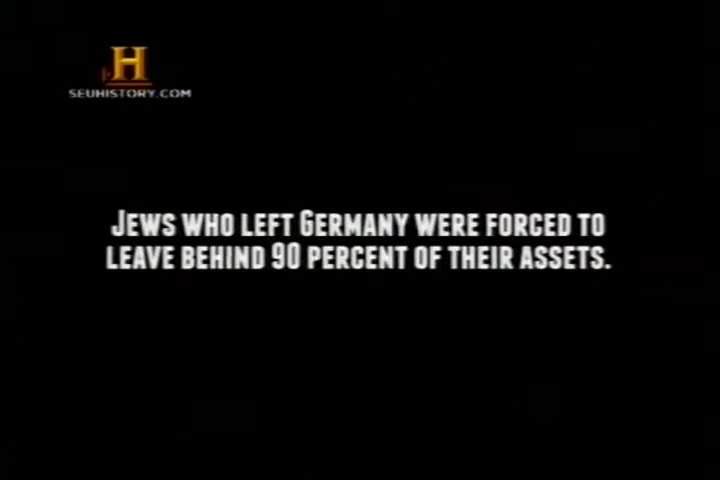 H
SEUHISTORY.COM
JEWS WHO LEFT GERMANY WERE FORCED TO
LEAVE BEHIND 90 PERCENT OF THEIR ASSETS.